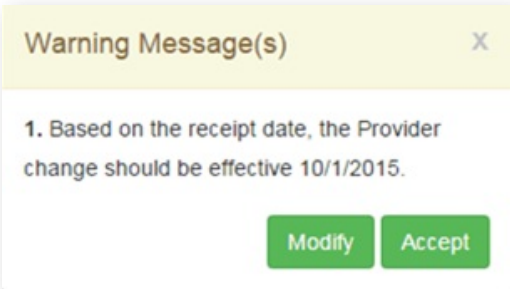 Warning Message(s) X
1. Based on the receipt date, the Provider
change should be effective 10/1/2015.
Modify Accept